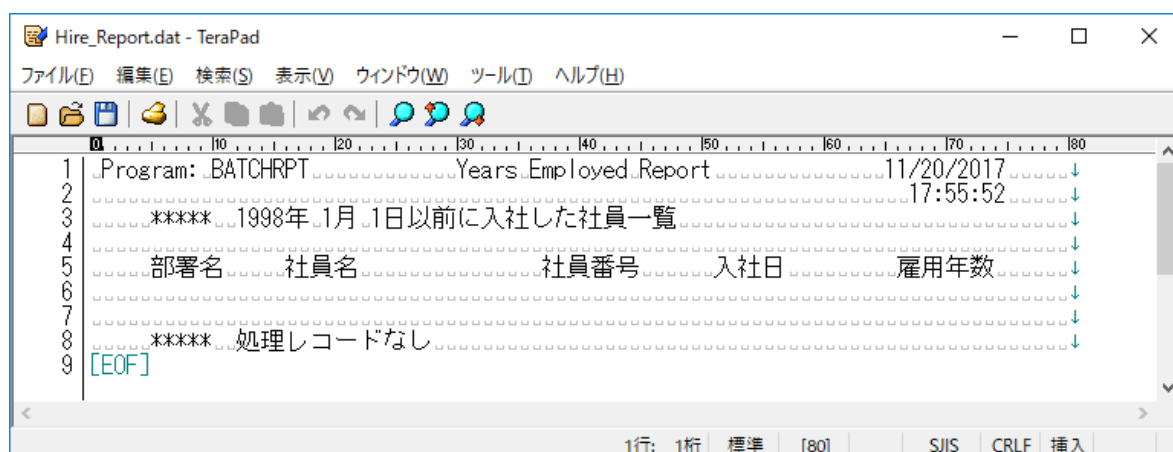 Hire_Report.dat - TeraPad
ファイル(F) 編集(E) 検索(S) 表示(V) ウィンドウ(W) ツール(T) ヘルプ(H)
0 10 20 30 40 50 60 70 80
1 Program: BATCHRPT Years Employed Report 11/20/2017
2 17:55:52
3 ***** 1998年 1月 1日以前に入社した社員一覧
4
5 部署名 社員名 社員番号 入社日 雇用年数
6
7
8 ***** 処理レコードなし
9 [EOF]
1行: 1桁 標準 [80] SJIS CRLF 挿入